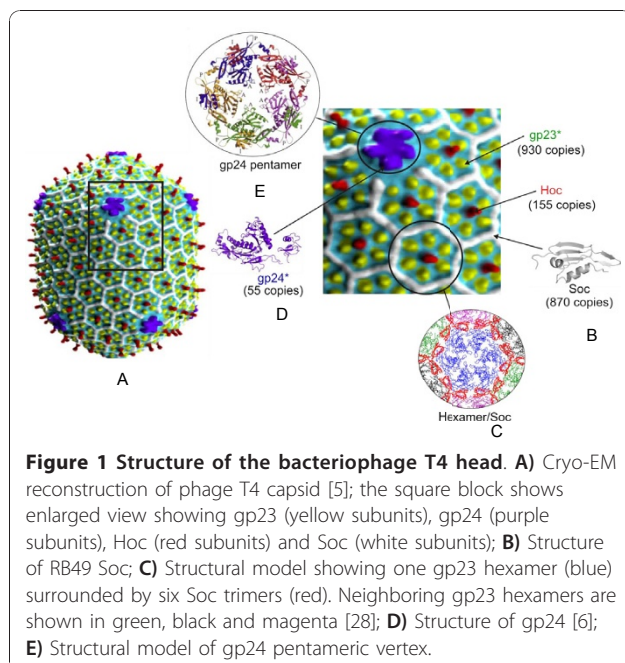 gp24 pentamer
E
gp23*
(930 copies)
Hoc
(155 copies)
Soc
(870 copies)
B
gp24*
(55 copies)
D
A
Hexamer/Soc
C
Figure 1 Structure of the bacteriophage T4 head. A) Cryo-EM
reconstruction of phage T4 capsid [5]; the square block shows
enlarged view showing gp23 (yellow subunits), gp24 (purple
subunits), Hoc (red subunits) and Soc (white subunits); B) Structure
of RB49 Soc; C) Structural model showing one gp23 hexamer (blue)
surrounded by six Soc trimers (red). Neighboring gp23 hexamers are
shown in green, black and magenta [28]; D) Structure of gp24 [6];
E) Structural model of gp24 pentameric vertex.